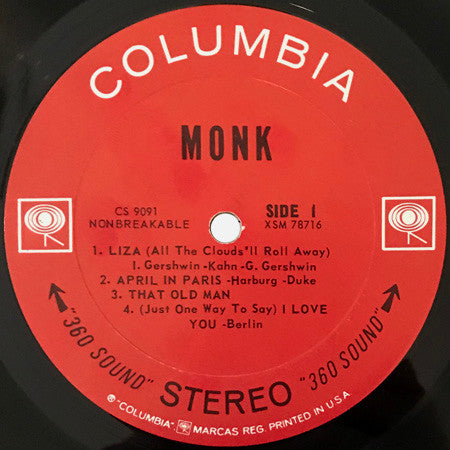 COLUMBIA
MONK
CS 9091
NONBREAKABLE
SIDE 1
XSM 78716
1. LIZA (All The Clouds'll Roll Away)
I. Gershwin -Kahn-G. Gershwin
2. APRIL IN PARIS -Harburg -Duke
3. THAT OLD MAN
4. (Just One Way To Say) I LOVE
YOU -Berlin
"360 SOUND" STEREO "360 SOUND"
℗ "COLUMBIA", MARCAS REG. PRINTED IN U.S.A.